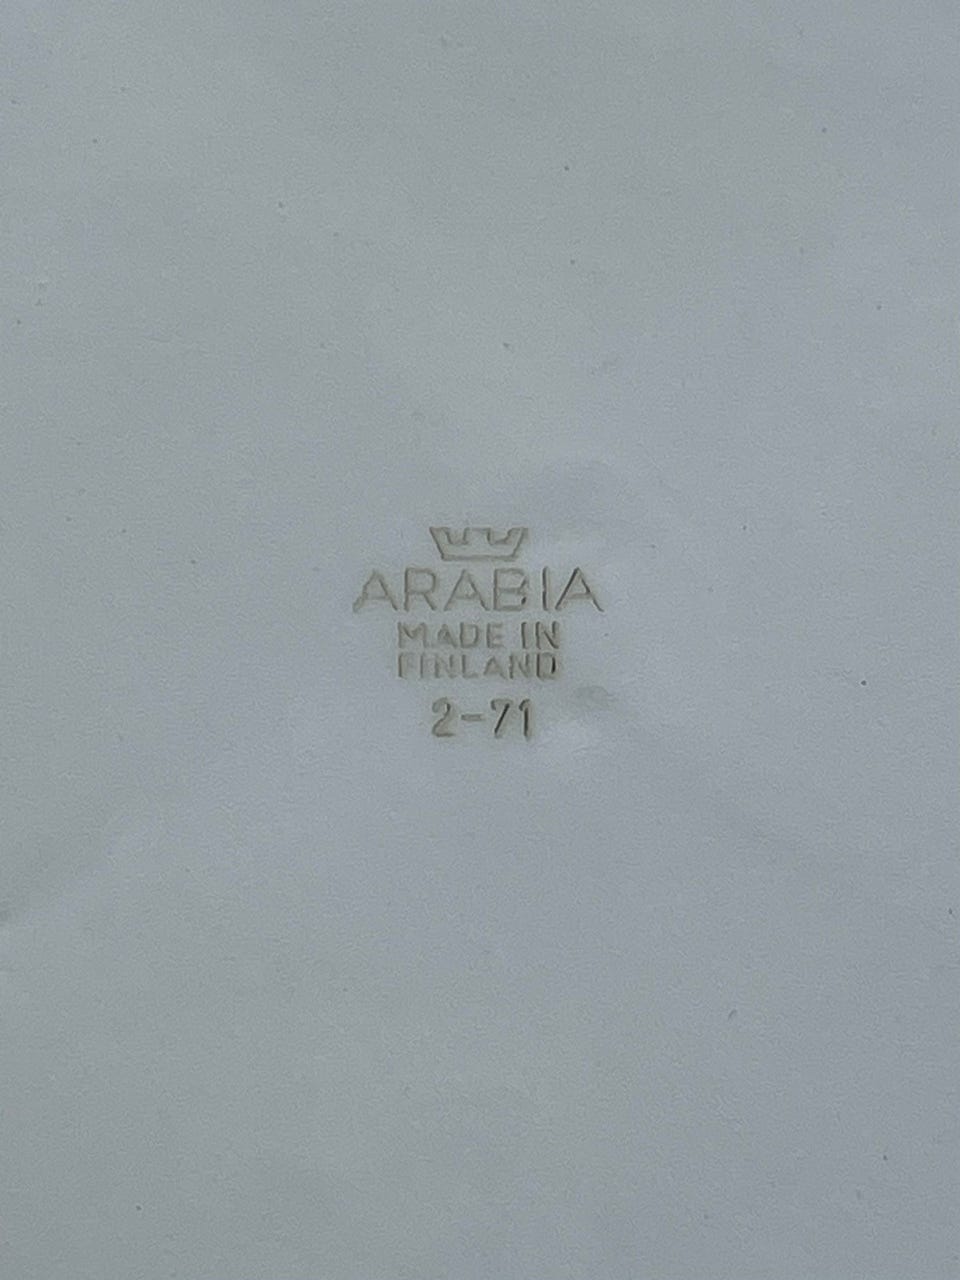 ARABIA
MADE IN
FINLAND
2-71